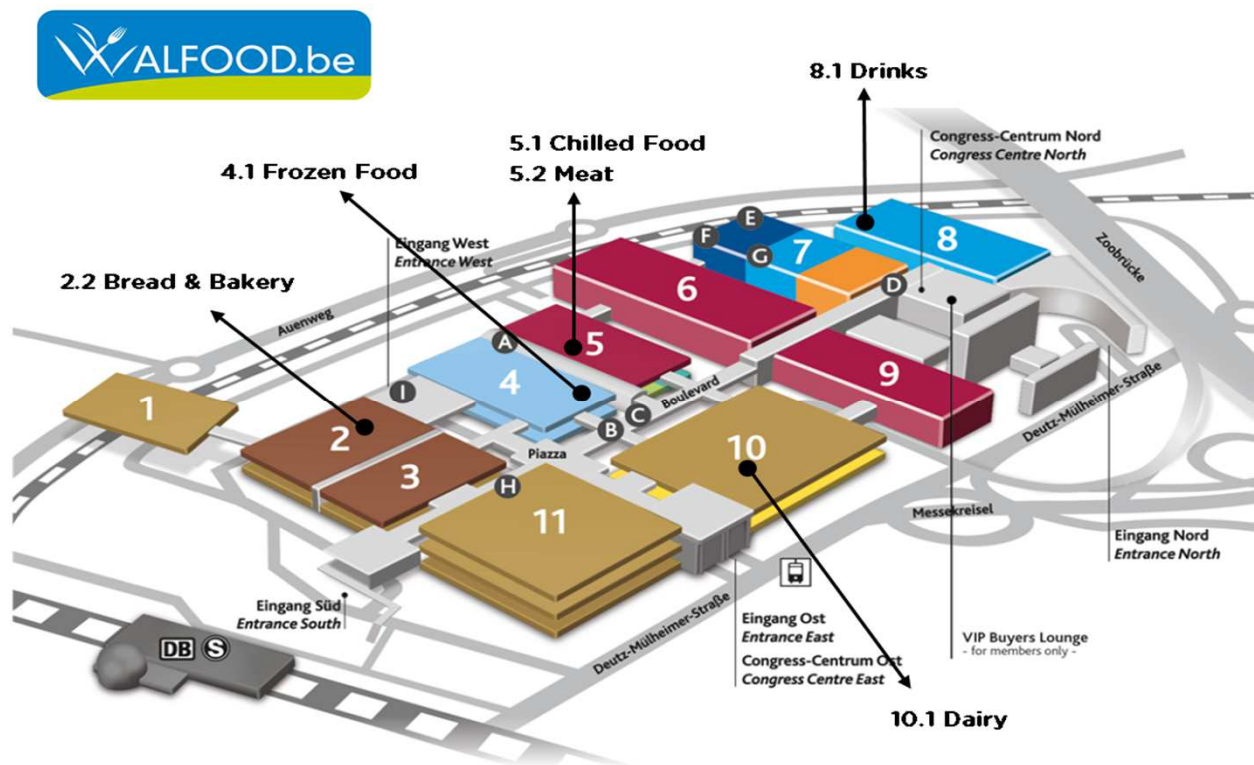 WALFOOD.be
8.1 Drinks
Congress-Centrum Nord
Congress Centre North
5.1 Chilled Food
5.2 Meat
4.1 Frozen Food
Eingang West
Entrance West
2.2 Bread & Bakery
Auenweg
Zoobrücke
E
F
G
7
8
6
D
A
5
4
9
I
C
Boulevard
B
1
2
3
Piazza
10
H
11
Deutz-Mülheimer-Straße
Messekreisel
Eingang Nord
Entrance North
Eingang Süd
Entrance South
Deutz-Mülheimer-Straße
Eingang Ost
Entrance East
Congress-Centrum Ost
Congress Centre East
VIP Buyers Lounge
- for members only -
DB
S
10.1 Dairy